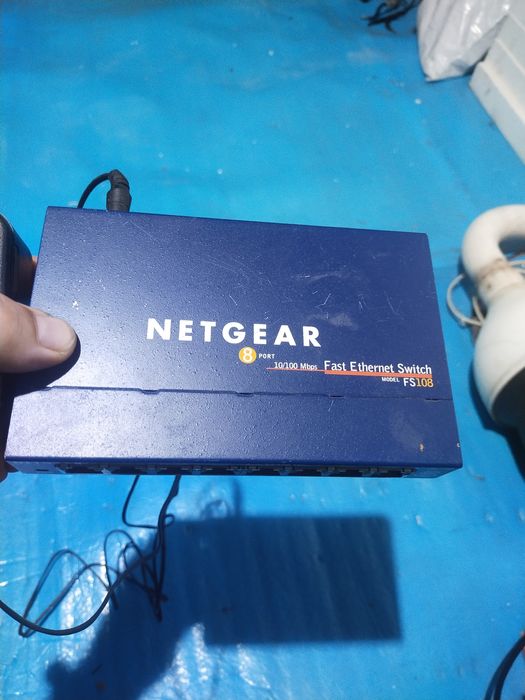 NETGEAR
8 PORT
10/100 Mbps Fast Ethernet Switch
MODEL FS108